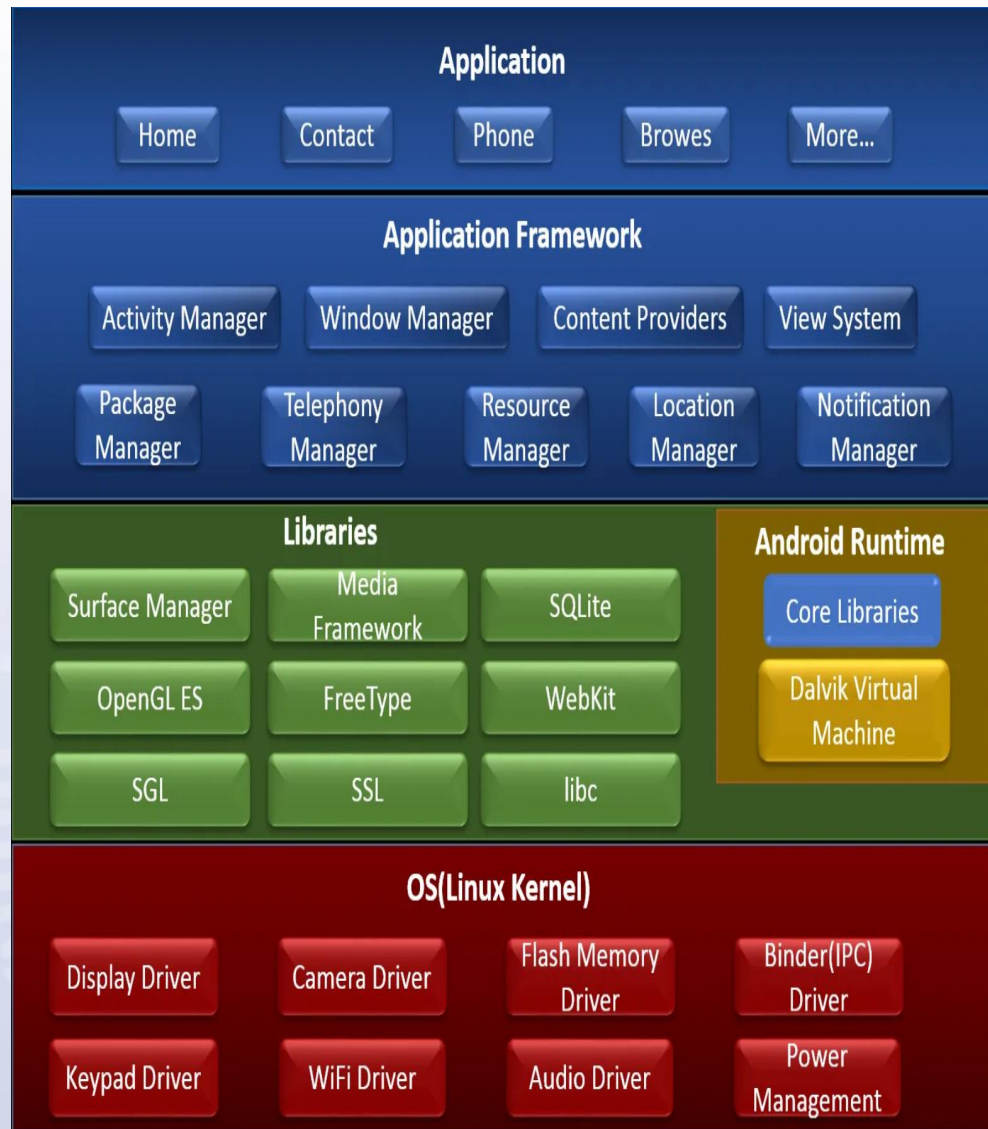 Application
Home
Contact
Phone
Browes
More...
Application Framework
Activity Manager
Window Manager
Content Providers
View System
Package
Manager
Telephony
Manager
Resource
Manager
Location
Manager
Notification
Manager
Libraries
Surface Manager
Media
Framework
SQLite
OpenGL ES
FreeType
WebKit
SGL
SSL
libc
Android Runtime
Core Libraries
Dalvik Virtual
Machine
OS(Linux Kernel)
Display Driver
Camera Driver
Flash Memory
Driver
Binder(IPC)
Driver
Keypad Driver
WiFi Driver
Audio Driver
Power
Management